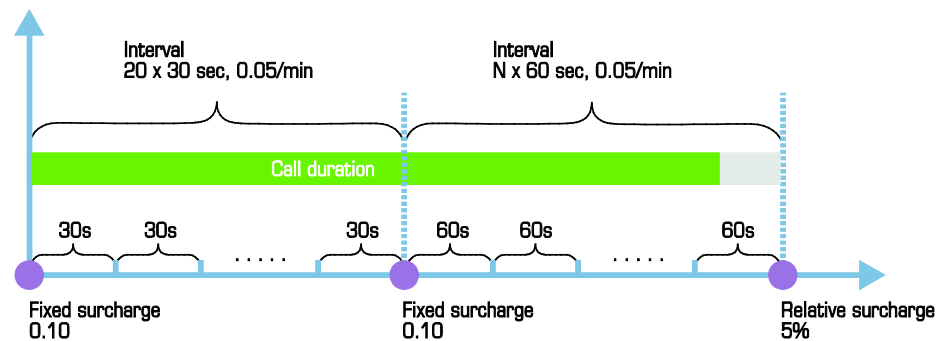 Interval
20 x 30 sec, 0.05/min
Interval
N x 60 sec, 0.05/min
Call duration
30s
30s
30s
60s
60s
60s
.....
.....
Fixed surcharge
0.10
Fixed surcharge
0.10
Relative surcharge
5%